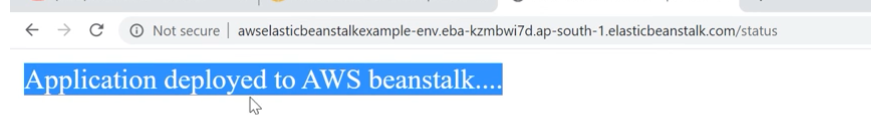 Not secure | awselasticbeanstalkexample-env.eba-kzmbwi7d.ap-south-1.elasticbeanstalk.com/status
Application deployed to AWS beanstalk....